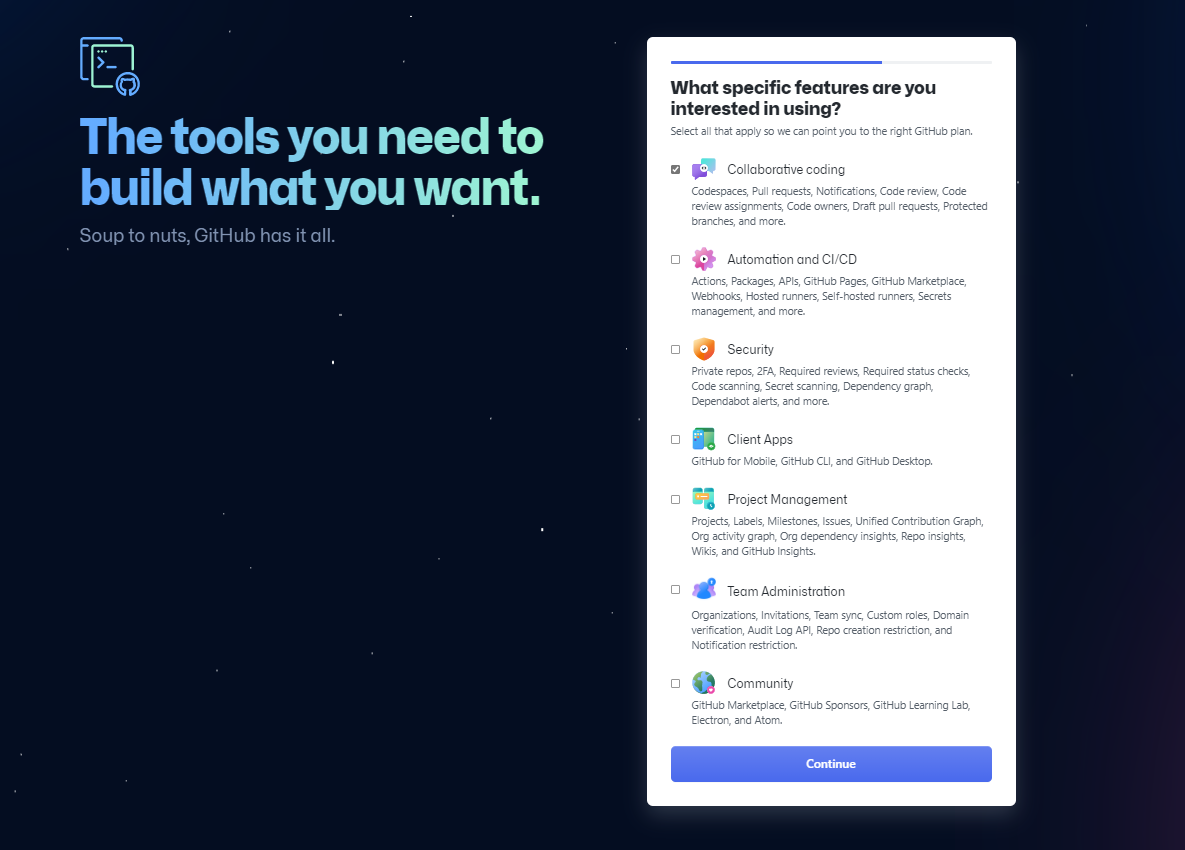 The tools you need to
build what you want.
Soup to nuts, GitHub has it all.
What specific features are you
interested in using?
Select all that apply so we can point you to the right GitHub plan.
Collaborative coding
Codespaces, Pull requests, Notifications, Code review, Code
review assignments, Code owners, Draft pull requests, Protected
branches, and more.
Automation and CI/CD
Actions, Packages, APIs, GitHub Pages, GitHub Marketplace,
Webhooks, Hosted runners, Self-hosted runners, Secrets
management, and more.
Security
Private repos, 2FA, Required reviews, Required status checks,
Code scanning, Secret scanning, Dependency graph,
Dependabot alerts, and more.
Client Apps
GitHub for Mobile, GitHub CLI, and GitHub Desktop.
Project Management
Projects, Labels, Milestones, Issues, Unified Contribution Graph,
Org activity graph, Org dependency insights, Repo insights,
Wikis, and GitHub Insights.
Team Administration
Organizations, Invitations, Team sync, Custom roles, Domain
verification, Audit Log API, Repo creation restriction, and
Notification restriction.
Community
GitHub Marketplace, GitHub Sponsors, GitHub Learning Lab,
Electron, and Atom.
Continue